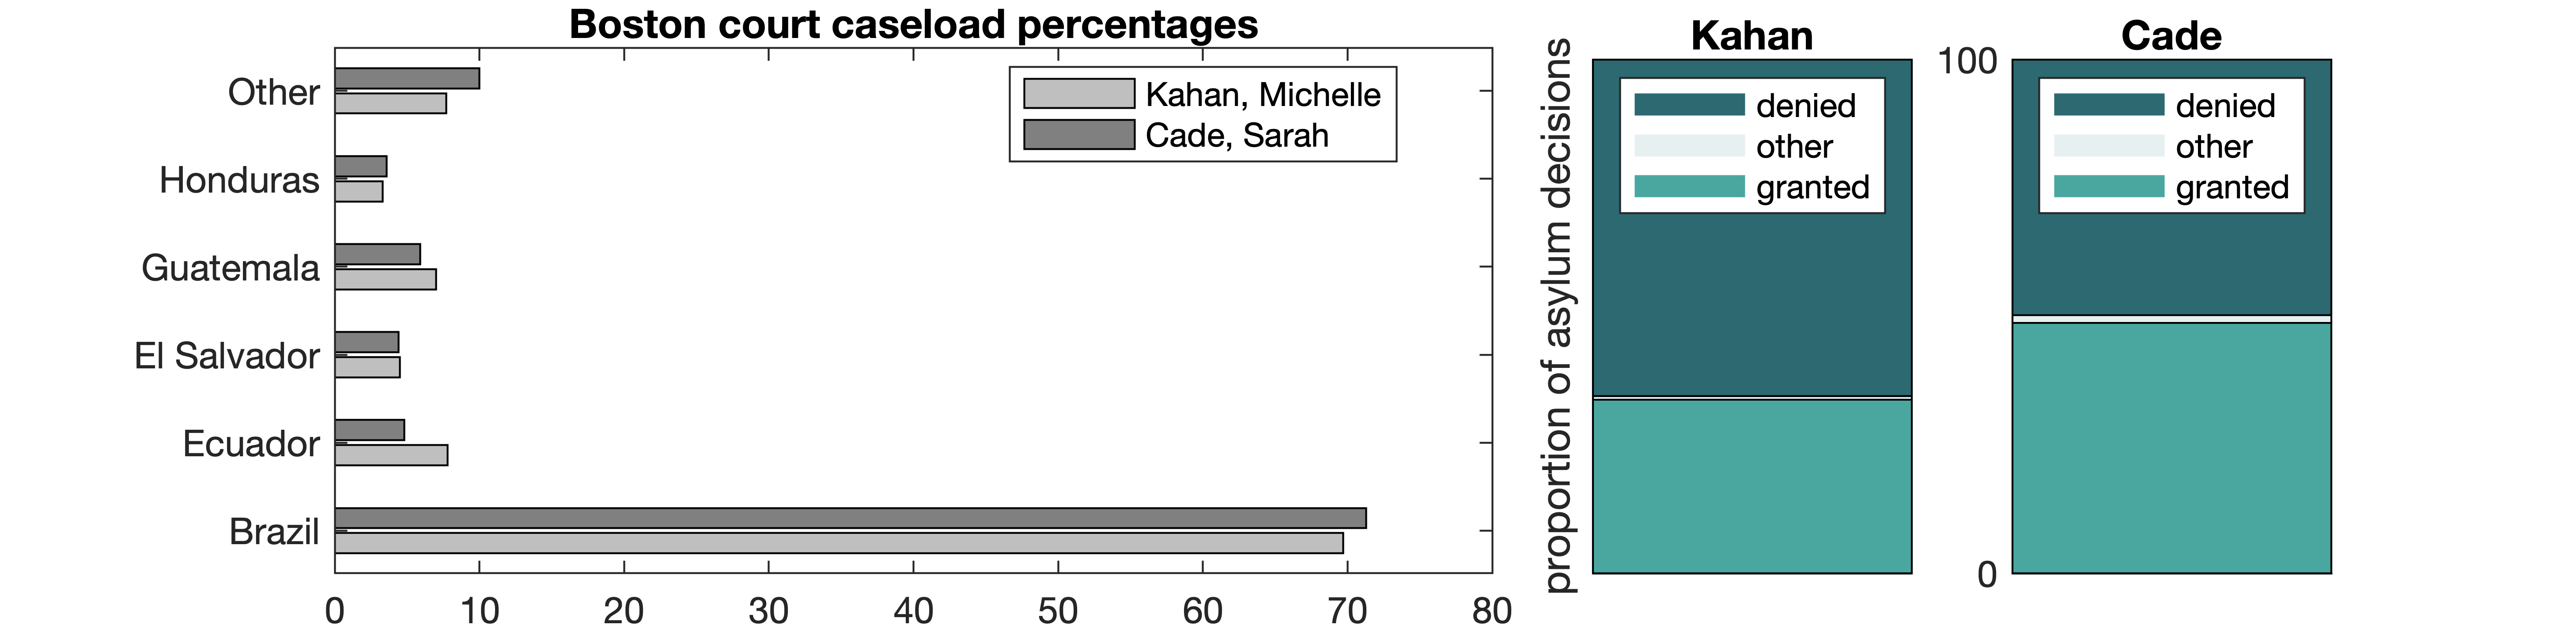 Boston court caseload percentages
Kahan, Michelle
Cade, Sarah
Other
Honduras
Guatemala
El Salvador
Ecuador
Brazil
0 10 20 30 40 50 60 70 80
proportion of asylum decisions
Kahan
denied
other
granted
Cade
100
0
denied
other
granted